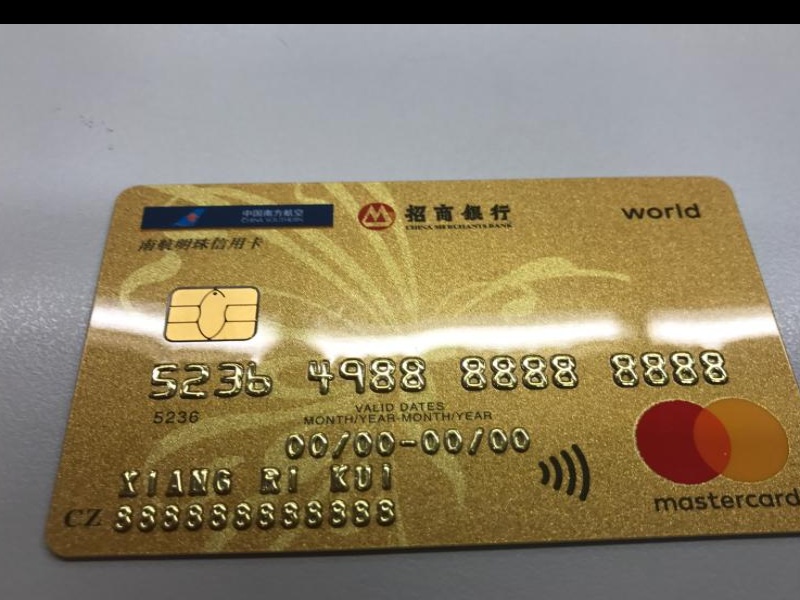 中国南方航空
CHINA SOUTHERN
招商银行
CHINA MERCHANTS BANK
world
南航明珠信用卡
5236 4988 8888 8888
5236
VALID DATES
MONTH/YEAR-MONTH/YEAR
00/00-00/00
XIANG RI KUI
CZ 888888888888
mastercard